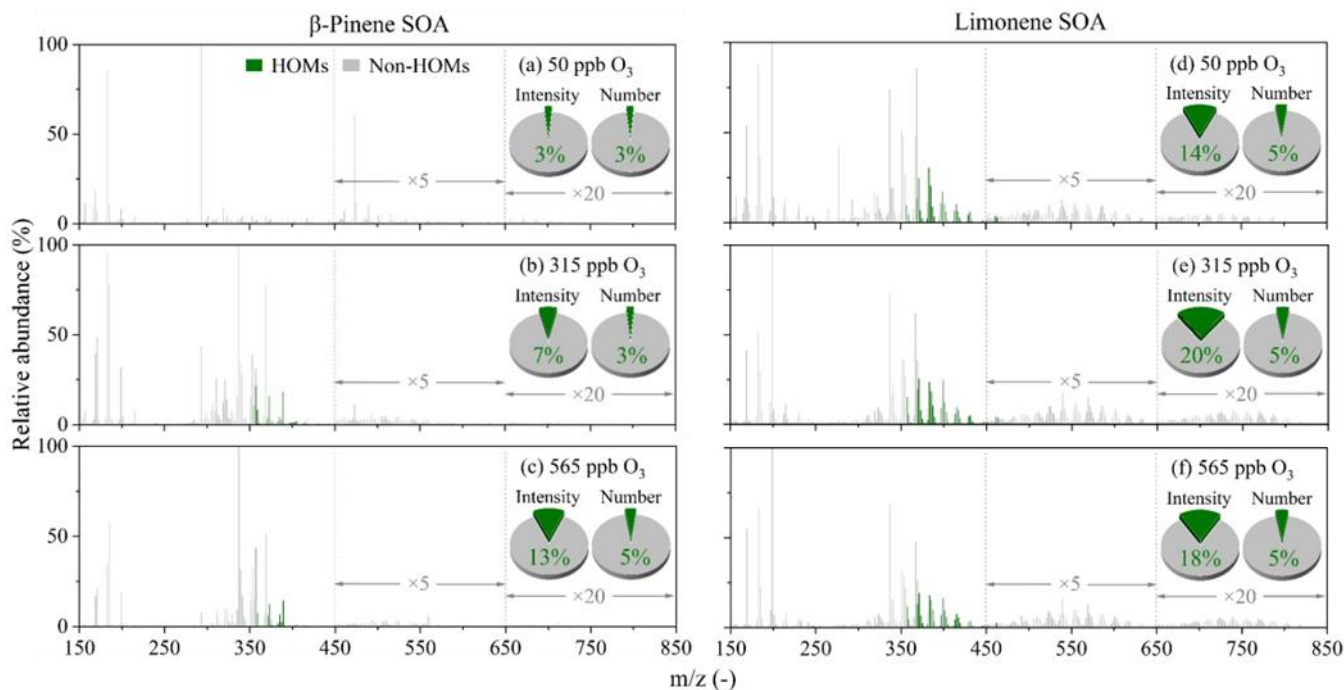 β-Pinene SOA
Limonene SOA
Relative abundance (%)
100
50
0
HOMs Non-HOMs
(a) 50 ppb O3
Intensity Number
3% 3%
×5
×20
(d) 50 ppb O3
Intensity Number
14% 5%
×5
×20
100
50
0
(b) 315 ppb O3
Intensity Number
7% 3%
×5
×20
(e) 315 ppb O3
Intensity Number
20% 5%
×5
×20
100
50
0
(c) 565 ppb O3
Intensity Number
13% 5%
×5
×20
(f) 565 ppb O3
Intensity Number
18% 5%
×5
×20
150 250 350 450 550 650 750 850
150 250 350 450 550 650 750 850
m/z (-)